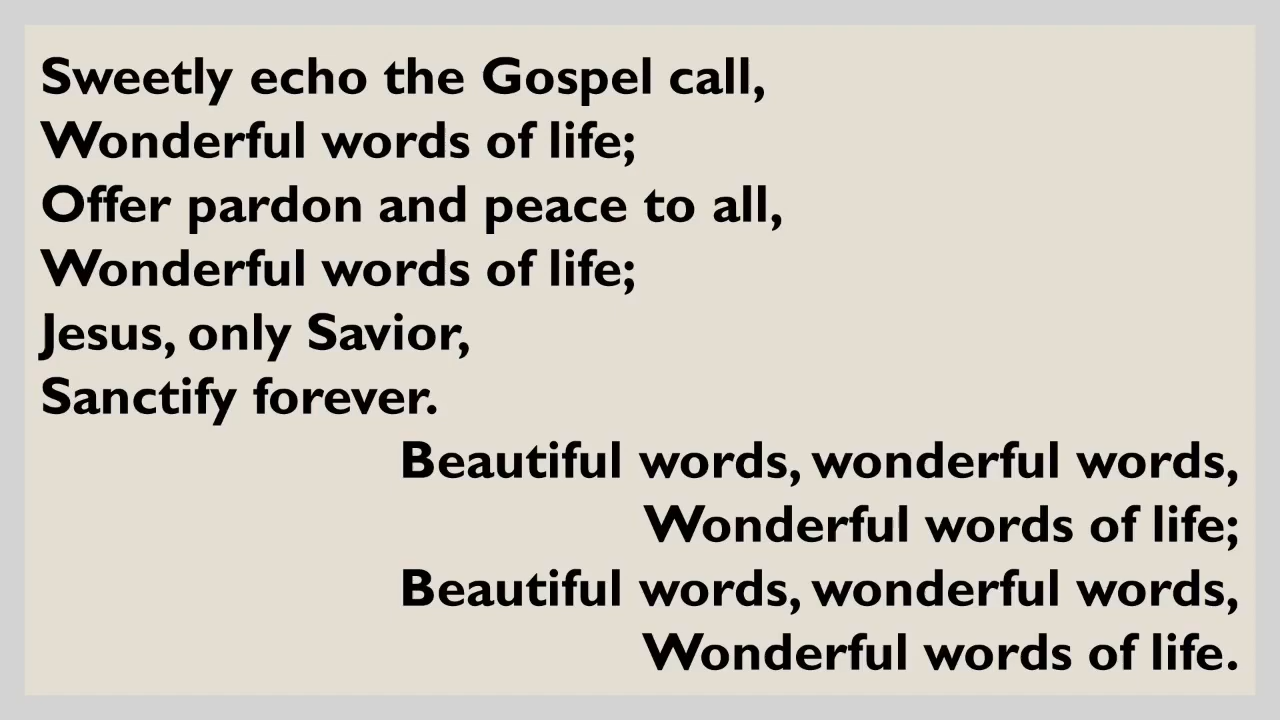 Sweetly echo the Gospel call,
Wonderful words of life;
Offer pardon and peace to all,
Wonderful words of life;
Jesus, only Savior,
Sanctify forever.
Beautiful words, wonderful words,
Wonderful words of life;
Beautiful words, wonderful words,
Wonderful words of life.